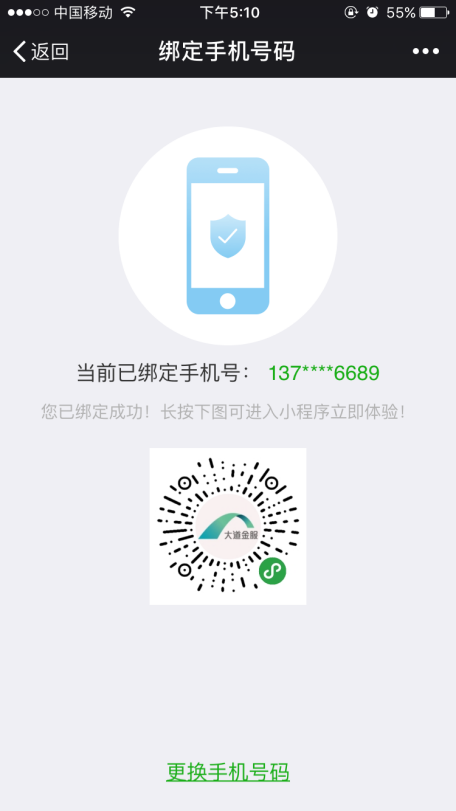 中国移动 下午5:10 55%
返回 绑定手机号码
当前已绑定手机号： 137****6689
您已绑定成功！长按下图可进入小程序立即体验！
大道金服
更换手机号码